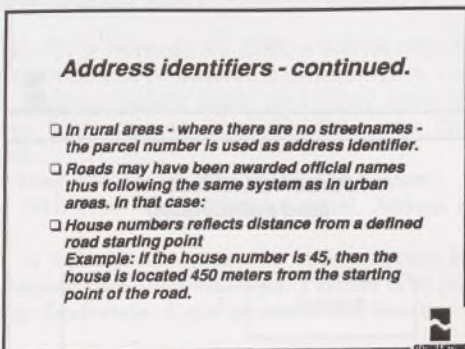 Address identifiers - continued.
❑ In rural areas - where there are no streetnames -
the parcel number is used as address identifier.
❑ Roads may have been awarded official names
thus following the same system as in urban
areas. In that case:
❑ House numbers reflects distance from a defined
road starting point
Example: If the house number is 45, then the
house is located 450 meters from the starting
point of the road.